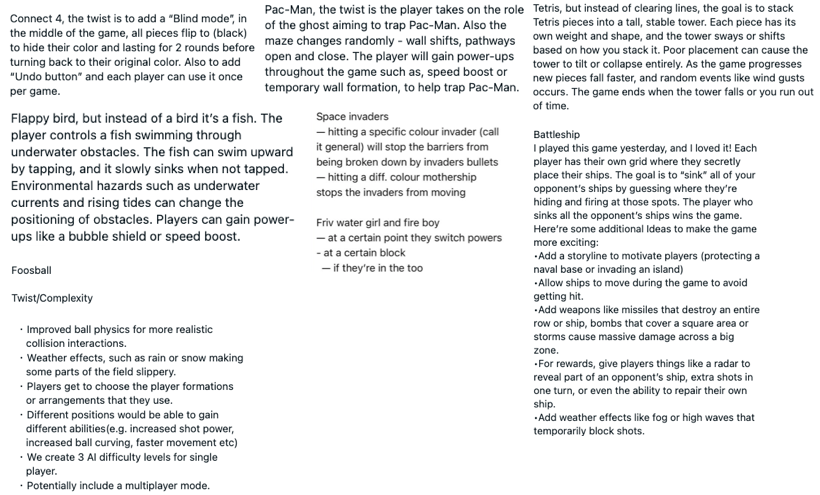 Connect 4, the twist is to add a “Blind mode”, in
the middle of the game, all pieces flip to (black)
to hide their color and lasting for 2 rounds before
turning back to their original color. Also to add
“Undo button” and each player can use it once
per game.
Pac-Man, the twist is the player takes on the role
of the ghost aiming to trap Pac-Man. Also the
maze changes randomly - wall shifts, pathways
open and close. The player will gain power-ups
throughout the game such as, speed boost or
temporary wall formation, to help trap Pac-Man.
Tetris, but instead of clearing lines, the goal is to stack
Tetris pieces into a tall, stable tower. Each piece has its
own weight and shape, and the tower sways or shifts
based on how you stack it. Poor placement can cause the
tower to tilt or collapse entirely. As the game progresses
new pieces fall faster, and random events like wind gusts
occurs. The game ends when the tower falls or you run out
of time.
Flappy bird, but instead of a bird it’s a fish. The
player controls a fish swimming through
underwater obstacles. The fish can swim upward
by tapping, and it slowly sinks when not tapped.
Environmental hazards such as underwater
currents and rising tides can change the
positioning of obstacles. Players can gain power-
ups like a bubble shield or speed boost.
Space invaders
— hitting a specific colour invader (call
it general) will stop the barriers from
being broken down by invaders bullets
— hitting a diff. colour mothership
stops the invaders from moving
Friv water girl and fire boy
— at a certain point they switch powers
- at a certain block
— if they’re in the too
Battleship
I played this game yesterday, and I loved it! Each
player has their own grid where they secretly
place their ships. The goal is to “sink” all of your
opponent’s ships by guessing where they’re
hiding and firing at those spots. The player who
sinks all the opponent’s ships wins the game.
Here’re some additional Ideas to make the game
more exciting:
•Add a storyline to motivate players (protecting a
naval base or invading an island)
•Allow ships to move during the game to avoid
getting hit.
•Add weapons like missiles that destroy an entire
row or ship, bombs that cover a square area or
storms cause massive damage across a big
zone.
•For rewards, give players things like a radar to
reveal part of an opponent’s ship, extra shots in
one turn, or even the ability to repair their own
ship.
•Add weather effects like fog or high waves that
temporarily block shots.
Foosball
Twist/Complexity
· Improved ball physics for more realistic
collision interactions.
· Weather effects, such as rain or snow making
some parts of the field slippery.
· Players get to choose the player formations
or arrangements that they use.
· Different positions would be able to gain
different abilities(e.g. increased shot power,
increased ball curving, faster movement etc)
· We create 3 AI difficulty levels for single
player.
· Potentially include a multiplayer mode.